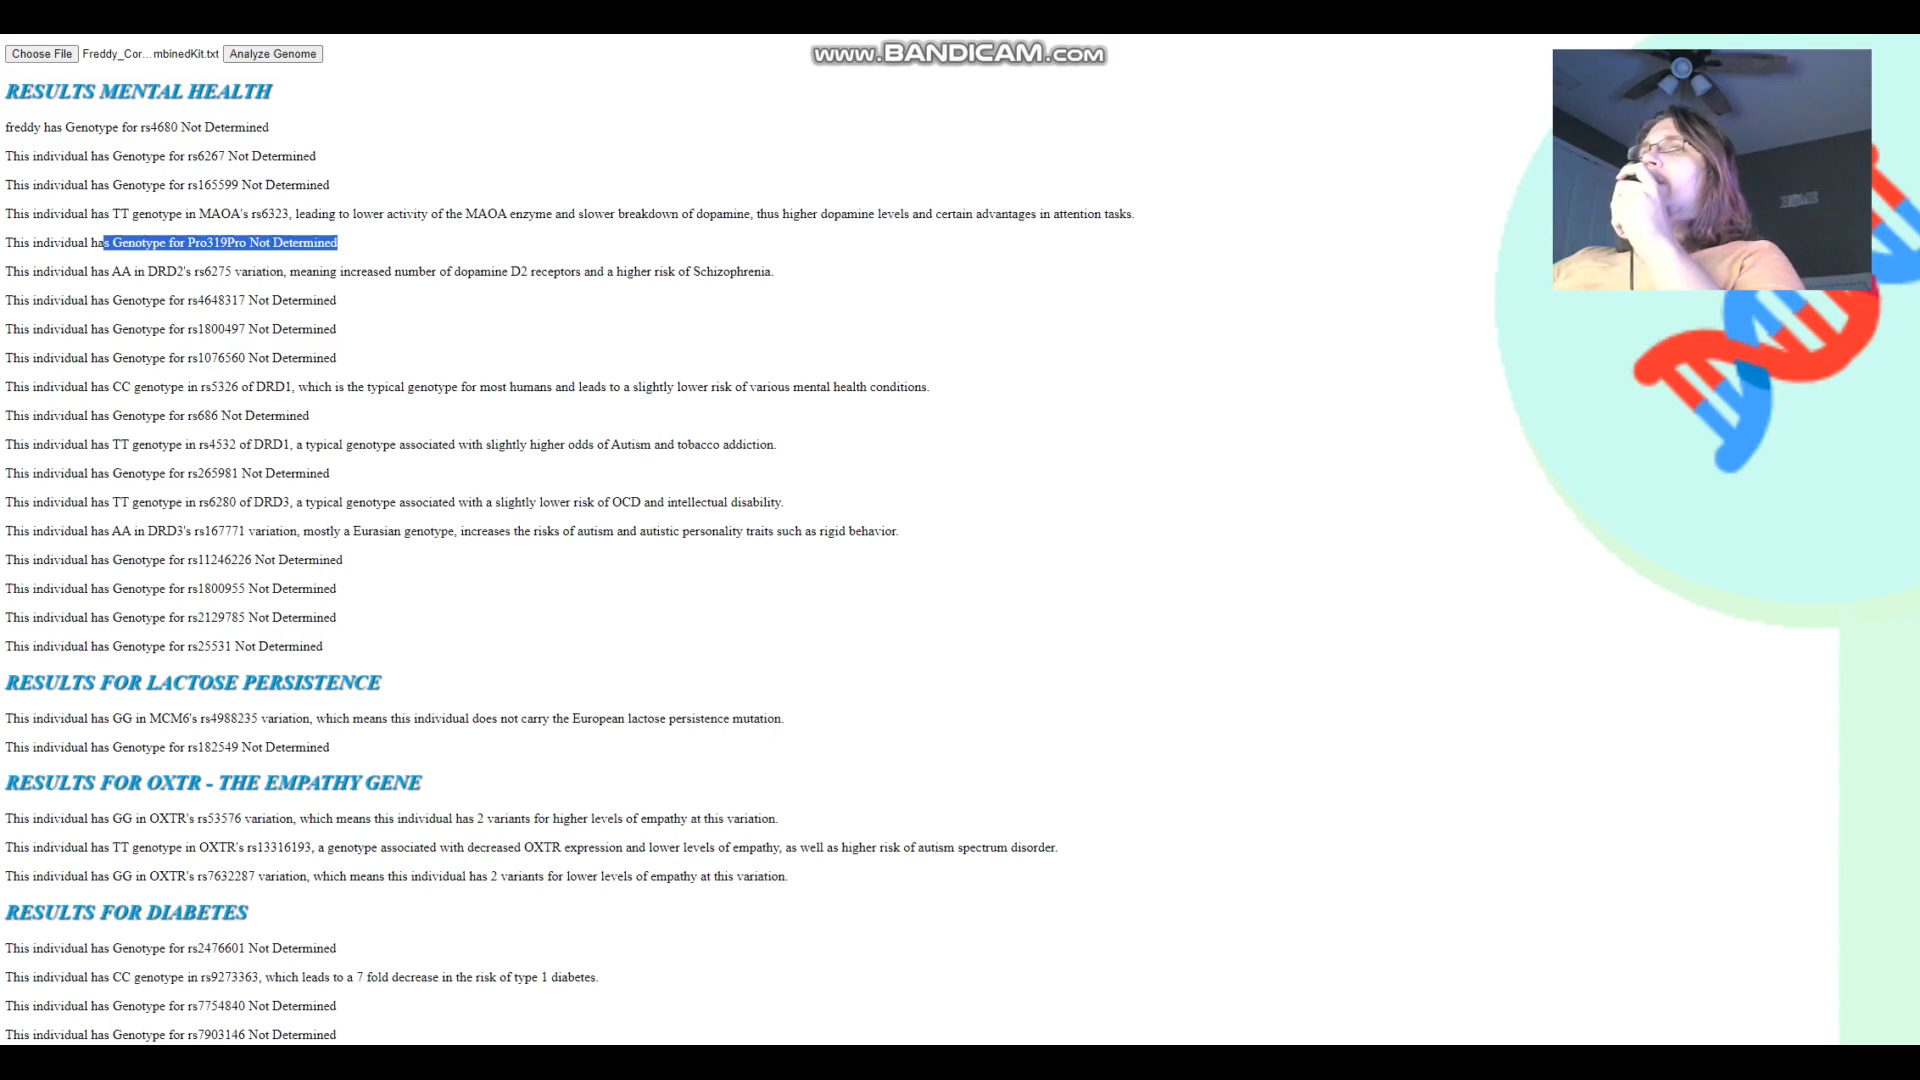 www.BANDICAM.com
Choose File Freddy_Cor...mbinedKit.txt Analyze Genome
RESULTS MENTAL HEALTH
freddy has Genotype for rs4680 Not Determined
This individual has Genotype for rs6267 Not Determined
This individual has Genotype for rs165599 Not Determined
This individual has TT genotype in MAOA's rs6323, leading to lower activity of the MAOA enzyme and slower breakdown of dopamine, thus higher dopamine levels and certain advantages in attention tasks.
This individual has Genotype for Pro319Pro Not Determined
This individual has AA in DRD2's rs6275 variation, meaning increased number of dopamine D2 receptors and a higher risk of Schizophrenia.
This individual has Genotype for rs4648317 Not Determined
This individual has Genotype for rs1800497 Not Determined
This individual has Genotype for rs1076560 Not Determined
This individual has CC genotype in rs5326 of DRD1, which is the typical genotype for most humans and leads to a slightly lower risk of various mental health conditions.
This individual has Genotype for rs686 Not Determined
This individual has TT genotype in rs4532 of DRD1, a typical genotype associated with slightly higher odds of Autism and tobacco addiction.
This individual has Genotype for rs265981 Not Determined
This individual has TT genotype in rs6280 of DRD3, a typical genotype associated with a slightly lower risk of OCD and intellectual disability.
This individual has AA in DRD3's rs167771 variation, mostly a Eurasian genotype, increases the risks of autism and autistic personality traits such as rigid behavior.
This individual has Genotype for rs11246226 Not Determined
This individual has Genotype for rs1800955 Not Determined
This individual has Genotype for rs2129785 Not Determined
This individual has Genotype for rs25531 Not Determined
RESULTS FOR LACTOSE PERSISTENCE
This individual has GG in MCM6's rs4988235 variation, which means this individual does not carry the European lactose persistence mutation.
This individual has Genotype for rs182549 Not Determined
RESULTS FOR OXTR - THE EMPATHY GENE
This individual has GG in OXTR's rs53576 variation, which means this individual has 2 variants for higher levels of empathy at this variation.
This individual has TT genotype in OXTR's rs13316193, a genotype associated with decreased OXTR expression and lower levels of empathy, as well as higher risk of autism spectrum disorder.
This individual has GG in OXTR's rs7632287 variation, which means this individual has 2 variants for lower levels of empathy at this variation.
RESULTS FOR DIABETES
This individual has Genotype for rs2476601 Not Determined
This individual has CC genotype in rs9273363, which leads to a 7 fold decrease in the risk of type 1 diabetes.
This individual has Genotype for rs7754840 Not Determined
This individual has Genotype for rs7903146 Not Determined